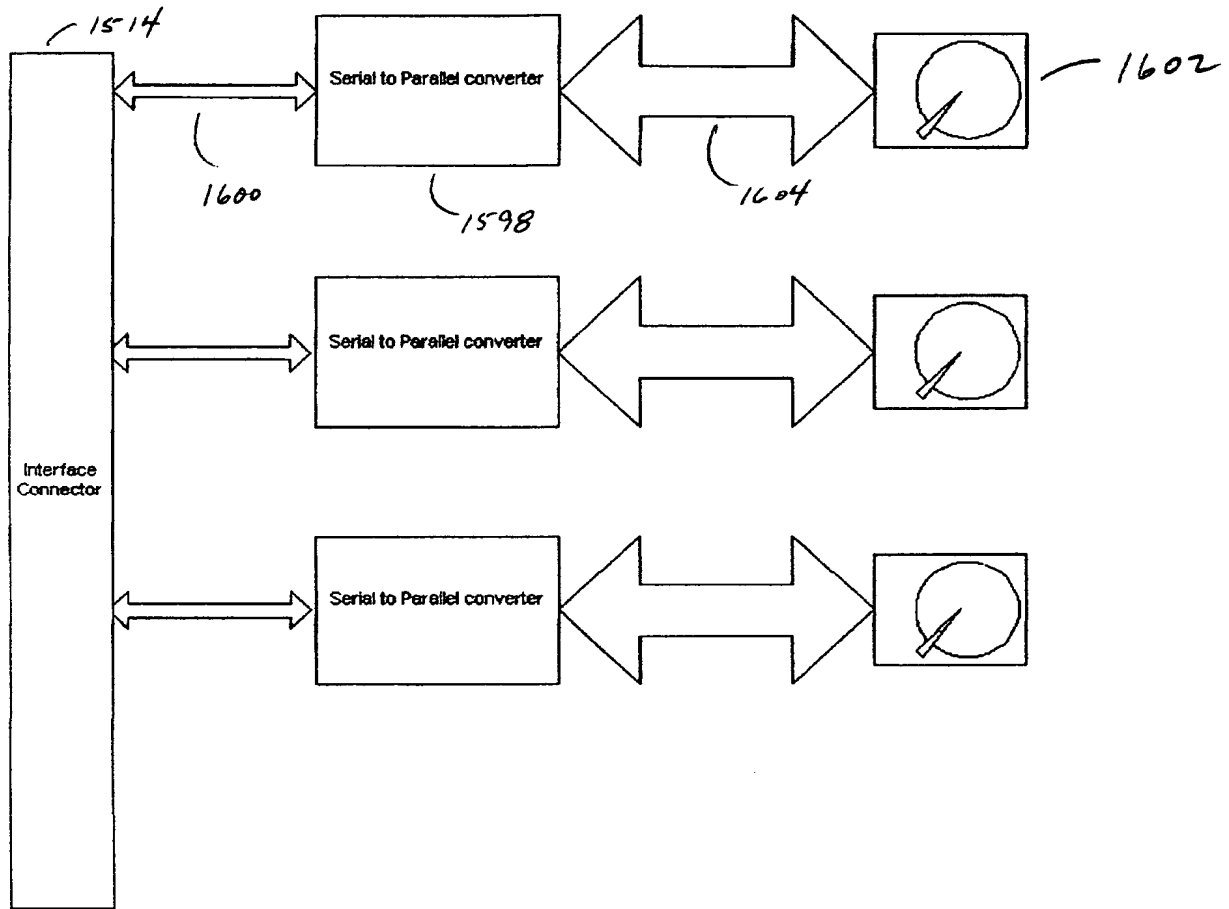 1514
Serial to Parallel converter
1602
1600
1598
1604
Serial to Parallel converter
Interface
Connector
Serial to Parallel converter